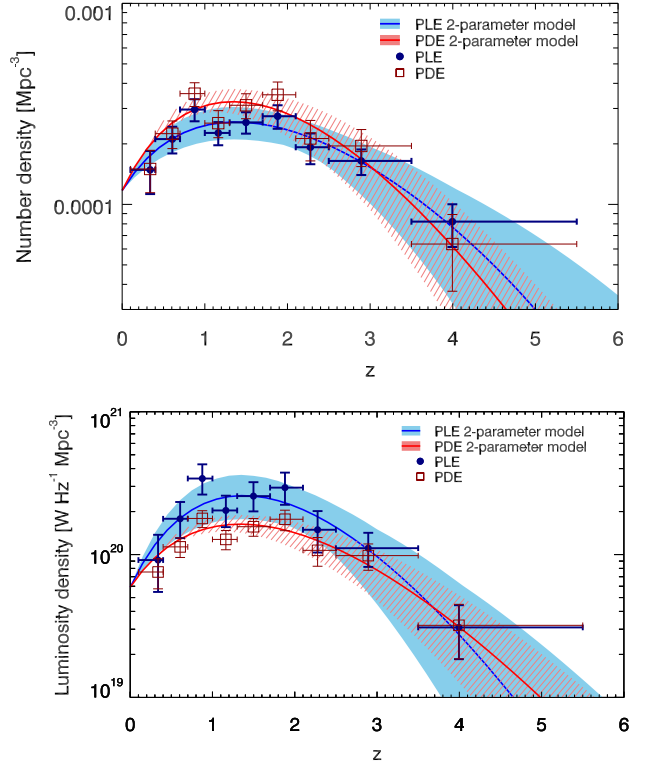 0.001
PLE 2-parameter model
PDE 2-parameter model
PLE
PDE
Number density [Mpc⁻³]
0.0001
0 1 2 3 4 5 6
z
10²¹
PLE 2-parameter model
PDE 2-parameter model
PLE
PDE
Luminosity density [W Hz⁻¹ Mpc⁻³]
10²⁰
10¹⁹
0 1 2 3 4 5 6
z